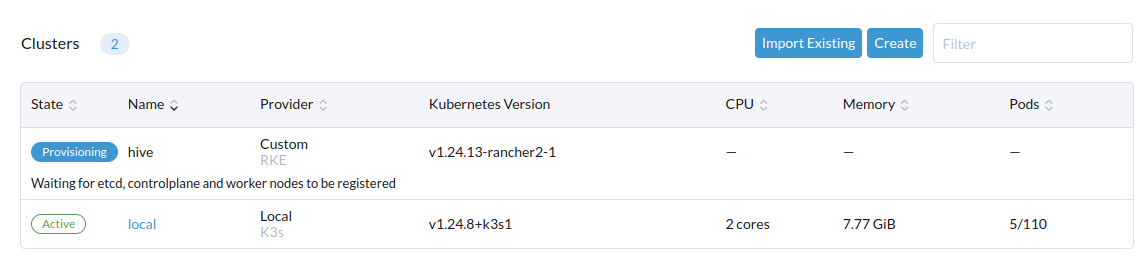 Clusters 2 Import Existing Create Filter
State Name Provider Kubernetes Version CPU Memory Pods
Provisioning hive Custom v1.24.13-rancher2-1 — — —
RKE
Waiting for etcd, controlplane and worker nodes to be registered
Active local Local v1.24.8+k3s1 2 cores 7.77 GiB 5/110
K3s